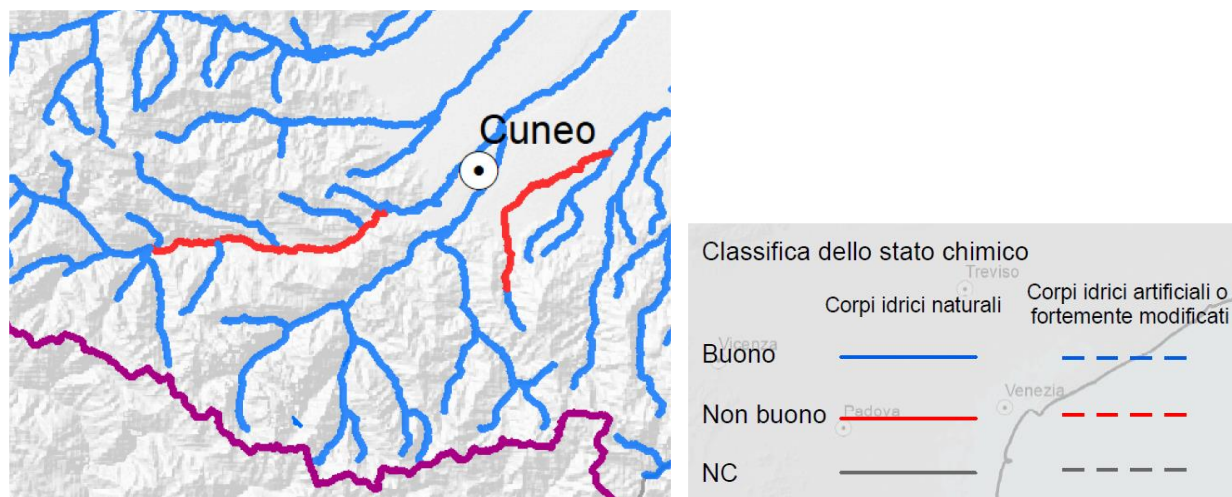 Cuneo
Classifica dello stato chimico
Treviso
Corpi idrici naturali
Corpi idrici artificiali o
fortemente modificati
Vicenza
Buono
Venezia
Non buono
Padova
NC